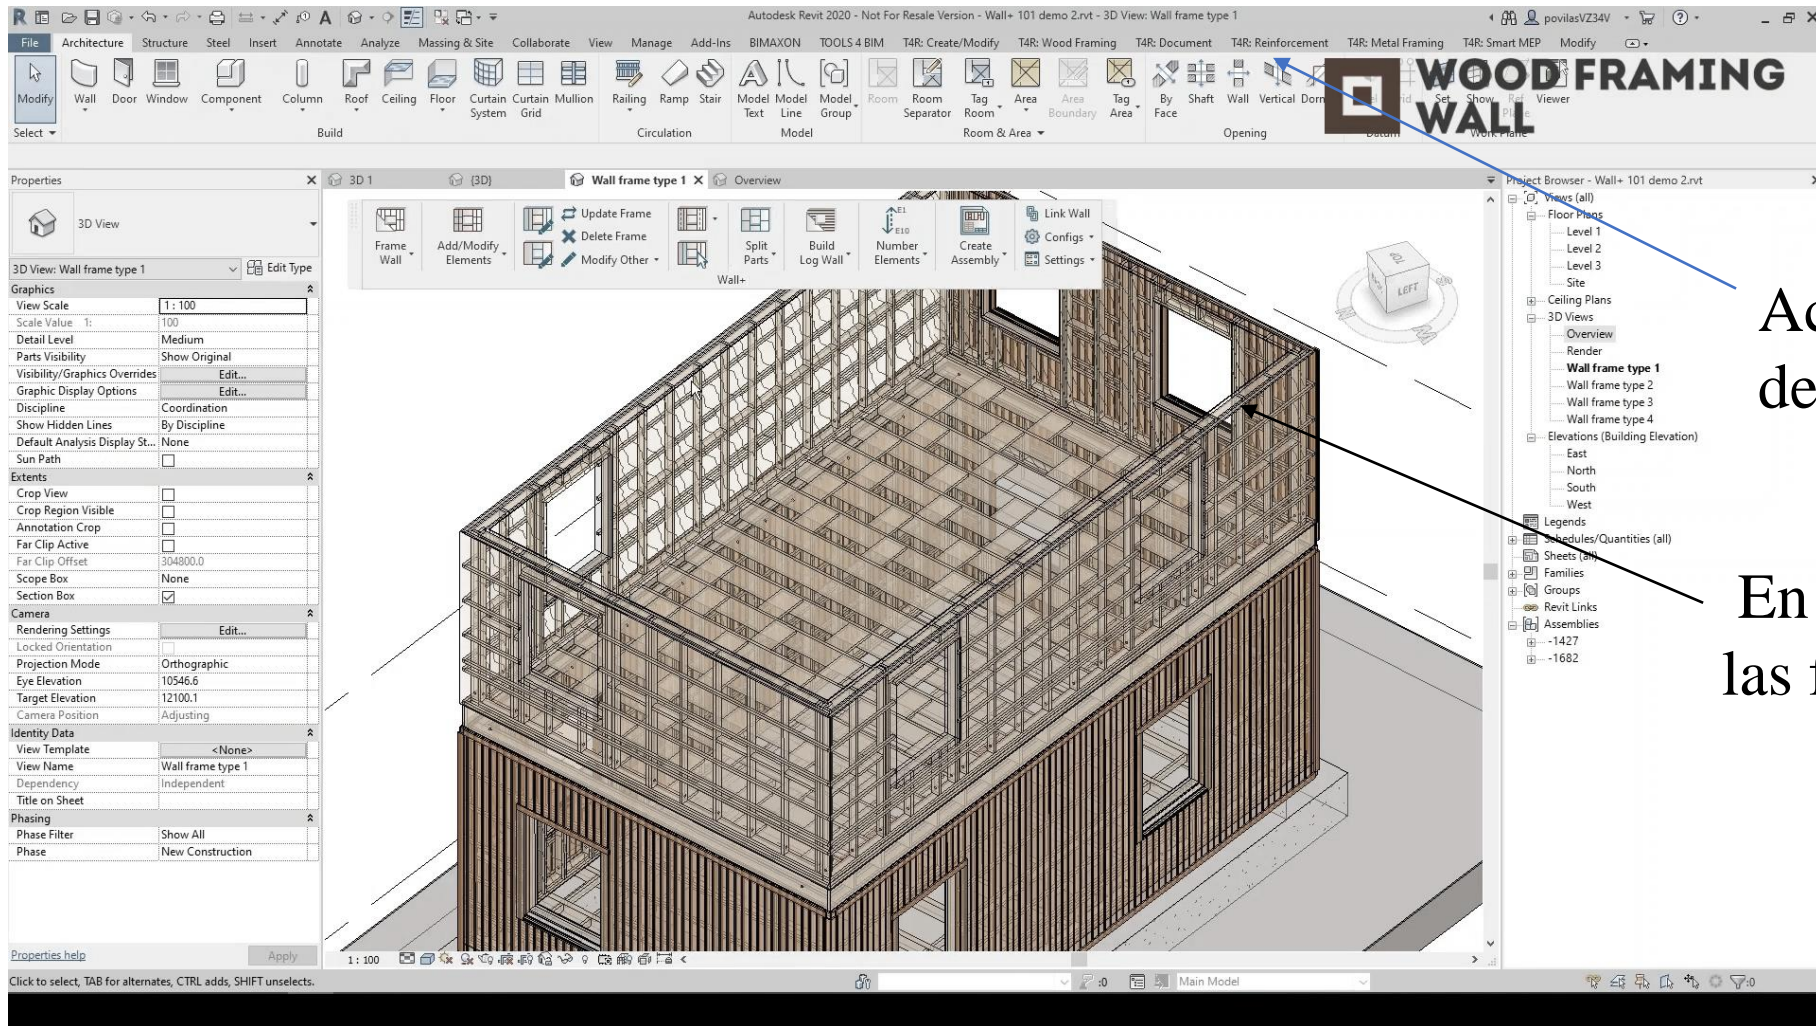 Autodesk Revit 2020 - Not For Resale Version - Wall+ 101 demo 2.rvt - 3D View: Wall frame type 1
povilasVZ34V
File Architecture Structure Steel Insert Annotate Analyze Massing & Site Collaborate View Manage Add-Ins BIMAXON TOOLS 4 BIM T4R: Create/Modify T4R: Wood Framing T4R: Document T4R: Reinforcement T4R: Metal Framing T4R: Smart MEP Modify
Modify Wall Door Window Component Column Roof Ceiling Floor Curtain System Curtain Grid Mullion Railing Ramp Stair Model Text Model Line Model Group Room Room Separator Tag Room Area Area Boundary Tag Area By Face Shaft Wall Vertical Set Show Viewer
Select Build Circulation Model Room & Area Opening Datum Work Plane
WOOD FRAMING
WALL
Properties
3D View
3D View: Wall frame type 1 Edit Type
Graphics
View Scale 1 : 100
Scale Value 1: 100
Detail Level Medium
Parts Visibility Show Original
Visibility/Graphics Overrides Edit...
Graphic Display Options Edit...
Discipline Coordination
Show Hidden Lines By Discipline
Default Analysis Display St... None
Sun Path
Extents
Crop View
Crop Region Visible
Annotation Crop
Far Clip Active
Far Clip Offset 304800.0
Scope Box None
Section Box
Camera
Rendering Settings Edit...
Locked Orientation
Projection Mode Orthographic
Eye Elevation 10546.6
Target Elevation 12100.1
Camera Position Adjusting
Identity Data
View Template <None>
View Name Wall frame type 1
Dependency Independent
Title on Sheet
Phasing
Phase Filter Show All
Phase New Construction
Properties help Apply
3D 1 {3D} Wall frame type 1 Overview
Frame Wall Add/Modify Elements Update Frame Delete Frame Modify Other Split Parts Build Log Wall Number Elements Create Assembly Link Wall Configs Settings
Wall+
LEFT
Project Browser - Wall+ 101 demo 2.rvt
Views (all)
Floor Plans
Level 1
Level 2
Level 3
Site
Ceiling Plans
3D Views
Overview
Render
Wall frame type 1
Wall frame type 2
Wall frame type 3
Wall frame type 4
Elevations (Building Elevation)
East
North
South
West
Legends
Schedules/Quantities (all)
Sheets (all)
Families
Groups
Revit Links
Assemblies
-1427
-1682
de
En
las
1 : 100
Click to select, TAB for alternates, CTRL adds, SHIFT unselects. :0 Main Model :0